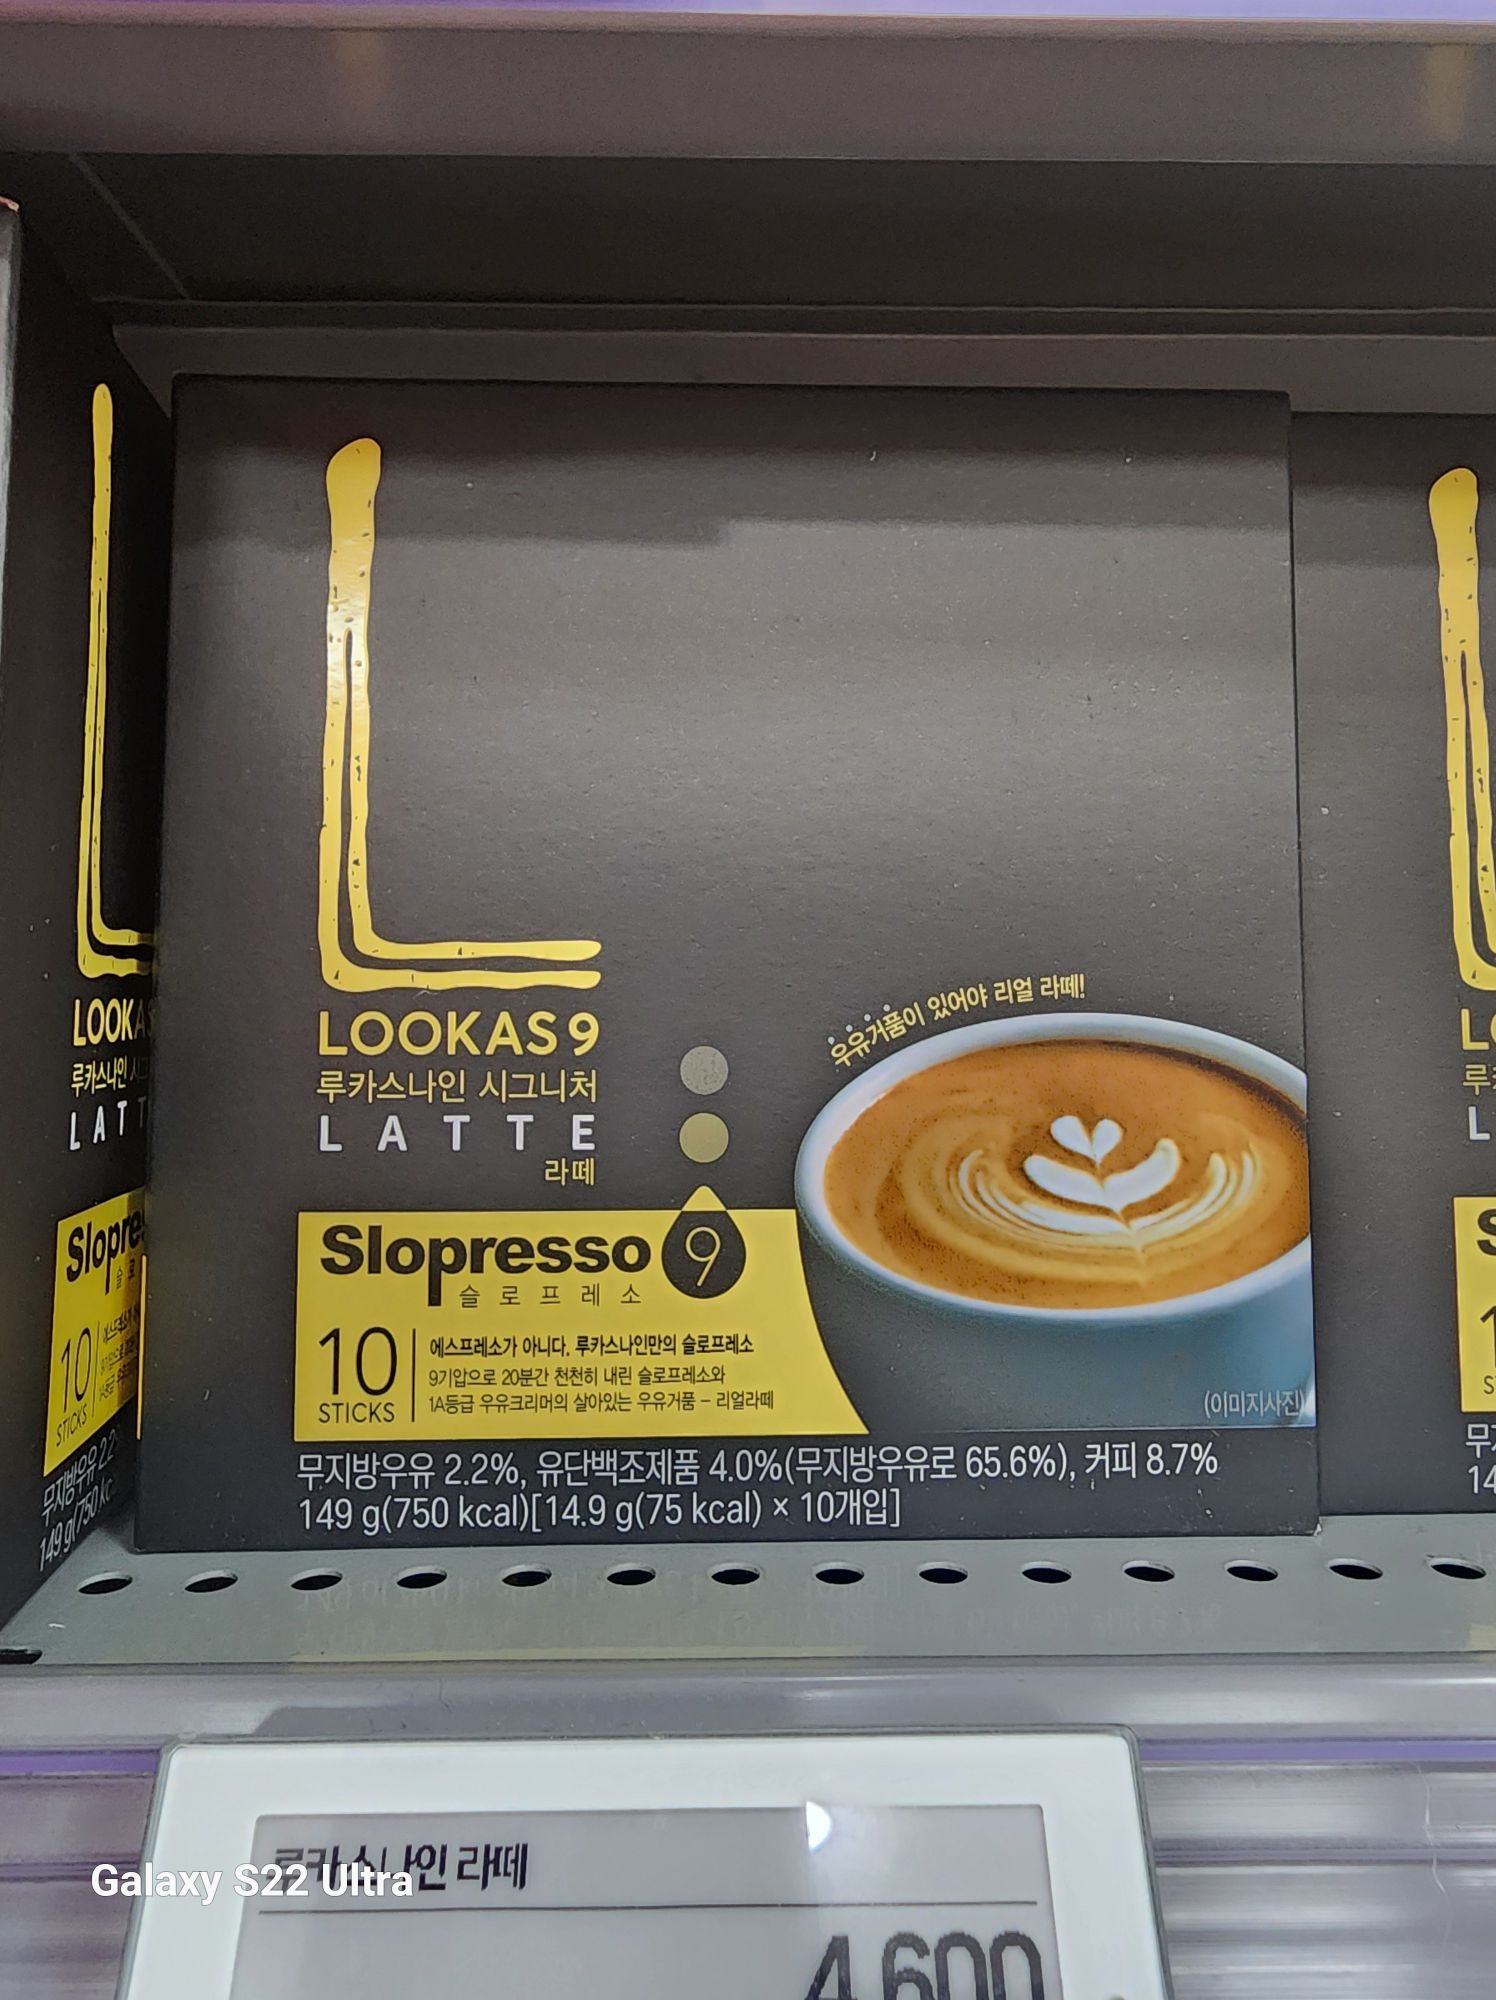 LOOKAS 9
루카스나인 시그니처
LATTE
라떼
우유거품이 있어야 리얼 라떼!
Slopresso 9
슬로프레소
10
STICKS
에스프레소가 아니다. 루카스나인만의 슬로프레소
9기압으로 20분간 천천히 내린 슬로프레소와
1A등급 우유크리머의 살아있는 우유거품 – 리얼라떼
(이미지사진)
무지방우유 2.2%, 유단백조제품 4.0%(무지방우유로 65.6%), 커피 8.7%
149 g(750 kcal)[14.9 g(75 kcal) × 10개입]
루카스나인 라떼
Galaxy S22 Ultra
4,600